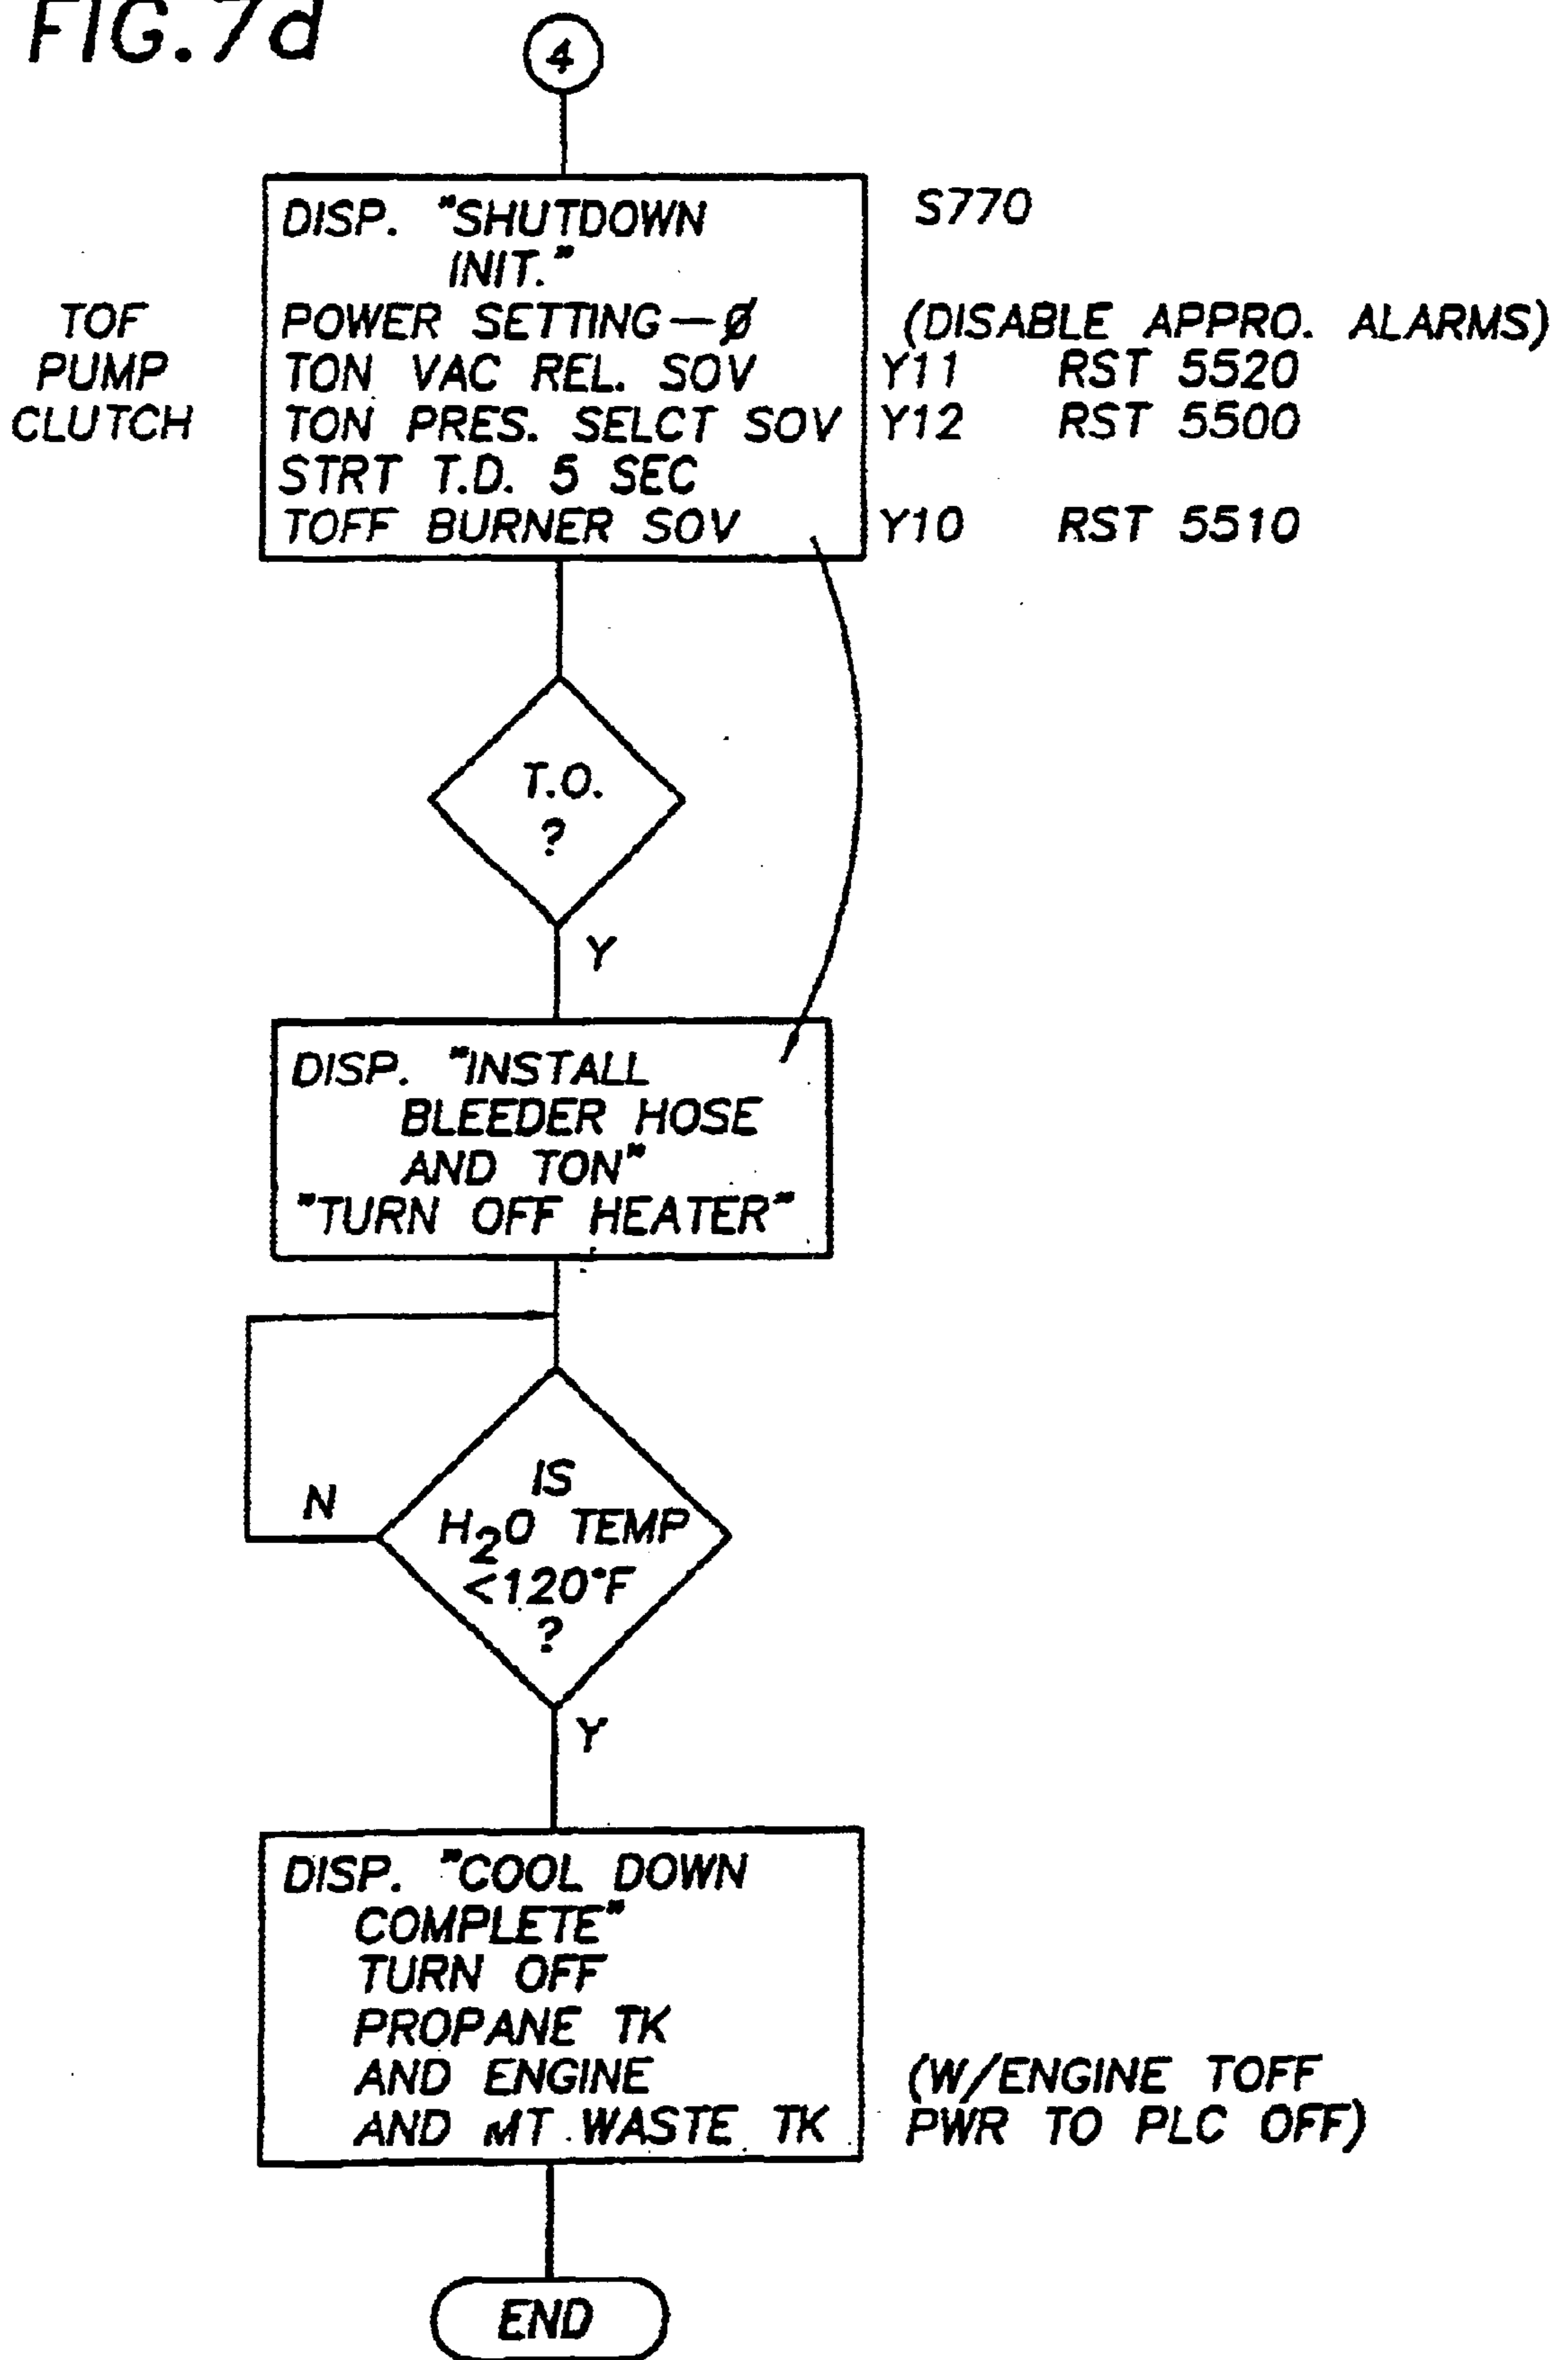 FIG.7d
4
DISP. "SHUTDOWN
INIT."
S770
TOF
PUMP
CLUTCH
POWER SETTING—Ø
(DISABLE APPRO. ALARMS)
TON VAC REL. SOV
Y11 RST 5520
TON PRES. SELCT SOV
Y12 RST 5500
STRT T.D. 5 SEC
TOFF BURNER SOV
Y10 RST 5510
T.O.
?
Y
DISP. "INSTALL
BLEEDER HOSE
AND TON"
"TURN OFF HEATER"
N
IS
H₂O TEMP
<120°F
?
Y
DISP. "COOL DOWN
COMPLETE"
TURN OFF
PROPANE TK
AND ENGINE
AND MT WASTE TK
(W/ENGINE TOFF
PWR TO PLC OFF)
END